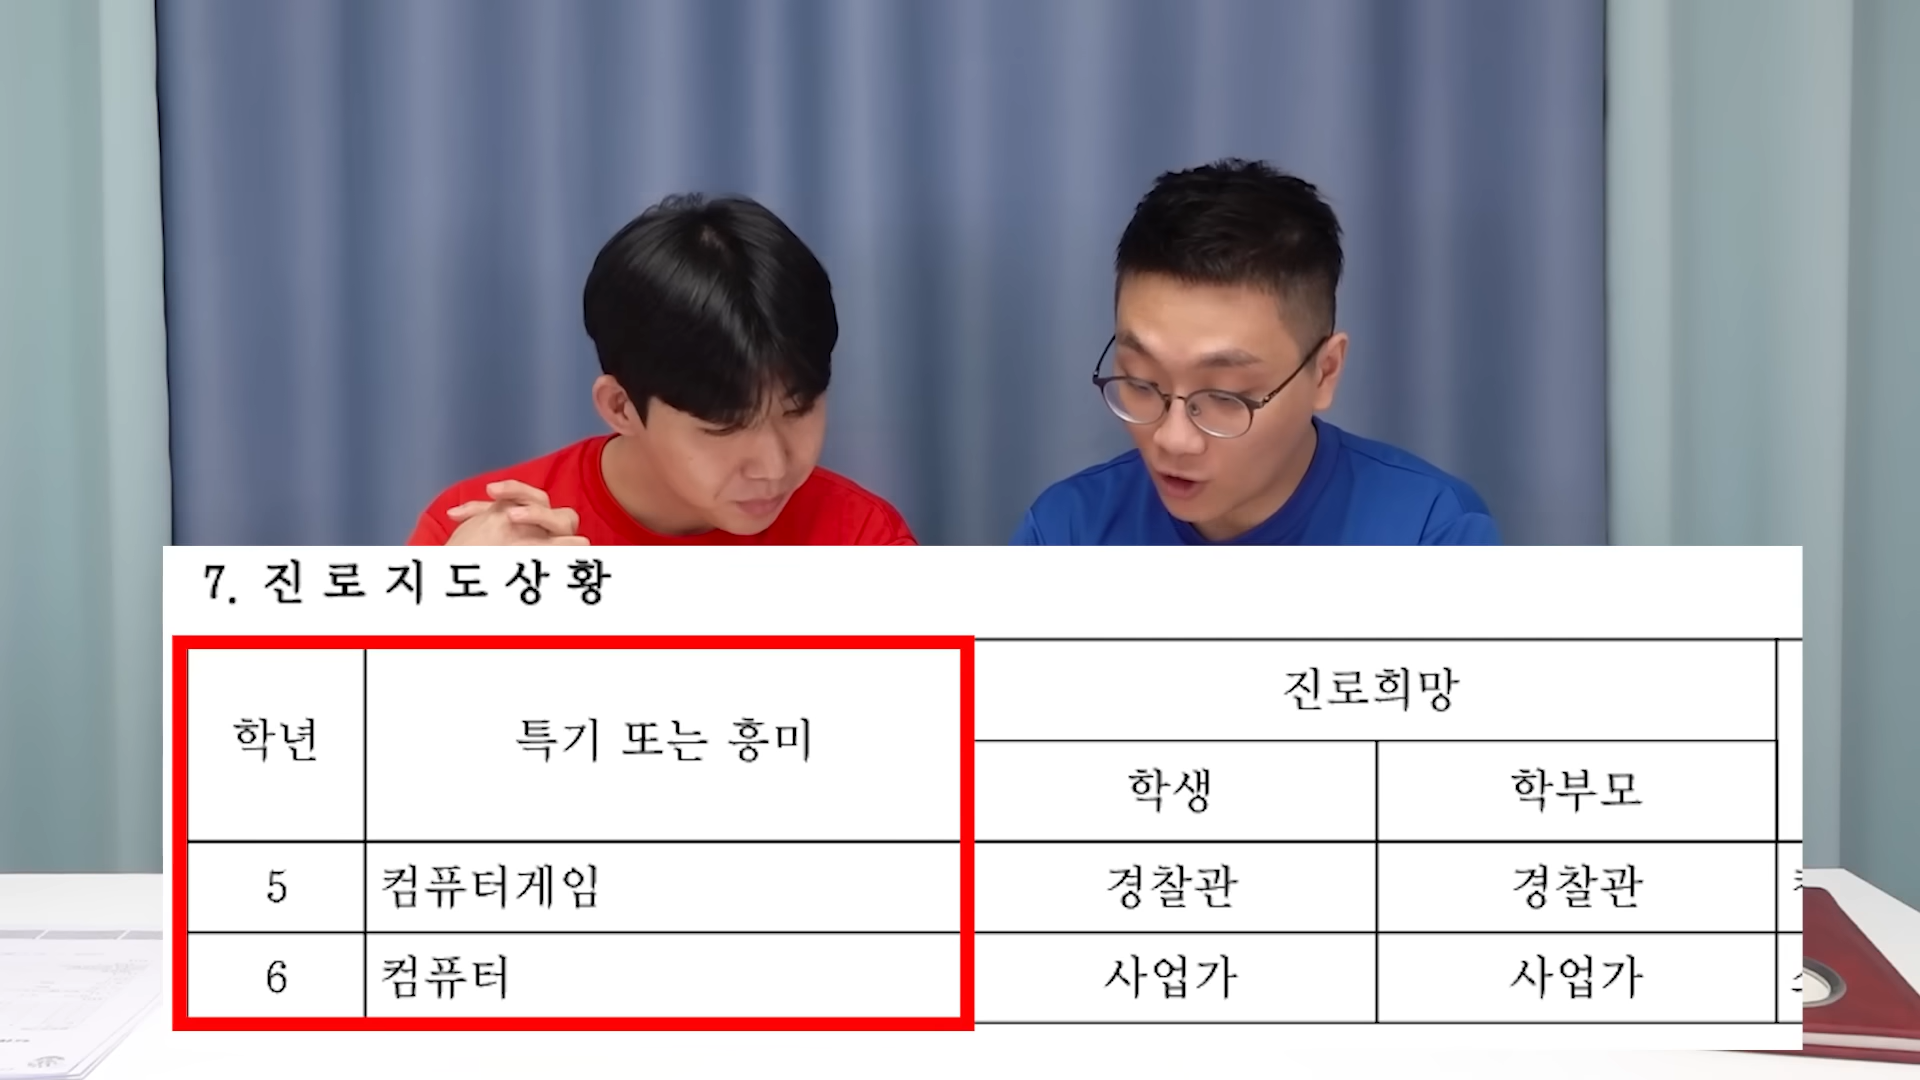 7. 진로지도상황
학년 특기 또는 흥미 진로희망
학생 학부모
5 컴퓨터게임 경찰관 경찰관
6 컴퓨터 사업가 사업가